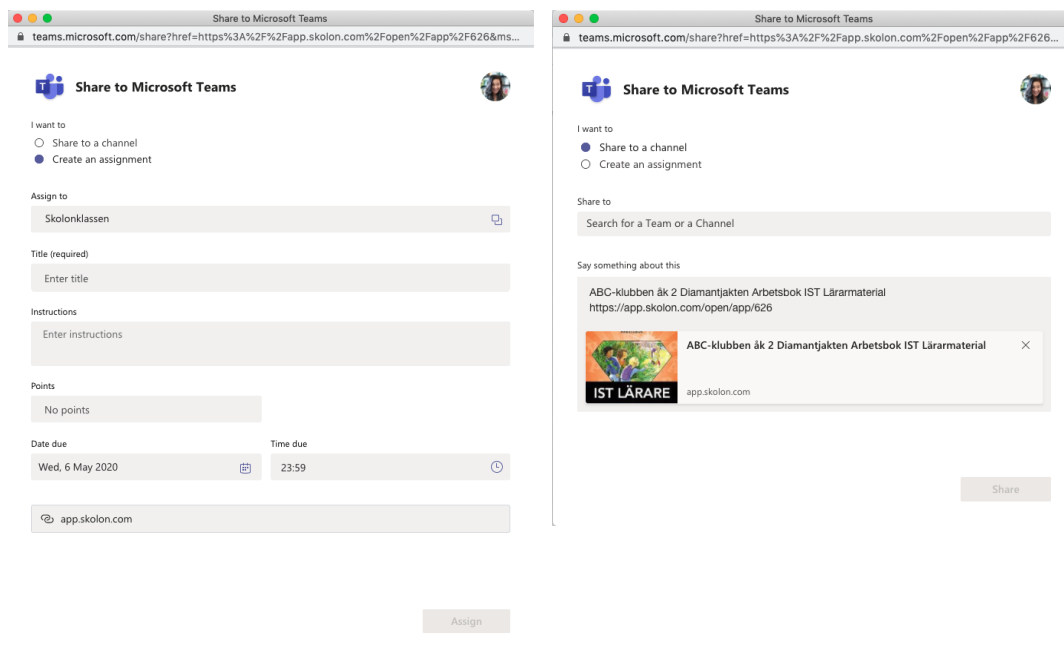 Share to Microsoft Teams
teams.microsoft.com/share?href=https%3A%2F%2Fapp.skolon.com%2Fopen%2Fapp%2F626&ms...
T
Share to Microsoft Teams
I want to
Share to a channel
Create an assignment
Assign to
Skolonklassen
Title (required)
Enter title
Instructions
Enter instructions
Points
No points
Date due
Time due
Wed, 6 May 2020
23:59
app.skolon.com
Assign
Share to Microsoft Teams
teams.microsoft.com/share?href=https%3A%2F%2Fapp.skolon.com%2Fopen%2Fapp%2F626...
T
Share to Microsoft Teams
I want to
Share to a channel
Create an assignment
Share to
Search for a Team or a Channel
Say something about this
ABC-klubben åk 2 Diamantjakten Arbetsbok IST Lärarmaterial
https://app.skolon.com/open/app/626
ABC-klubben åk 2 Diamantjakten Arbetsbok IST Lärarmaterial
IST LÄRARE
app.skolon.com
Share